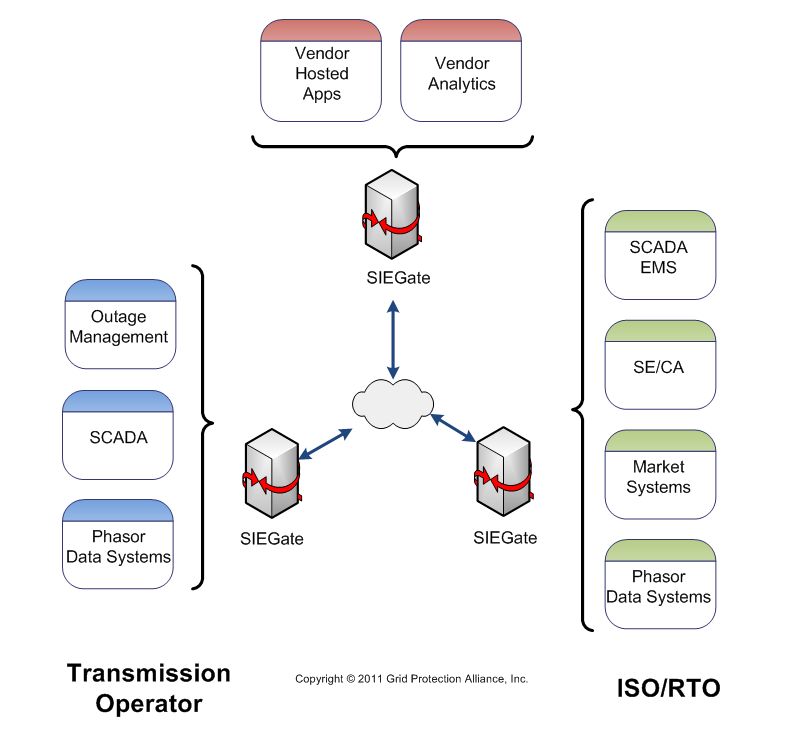 Vendor
Hosted
Apps
Vendor
Analytics
SIEGate
Outage
Management
SCADA
Phasor
Data Systems
SIEGate
SIEGate
SCADA
EMS
SE/CA
Market
Systems
Phasor
Data Systems
Transmission
Operator
Copyright © 2011 Grid Protection Alliance, Inc.
ISO/RTO